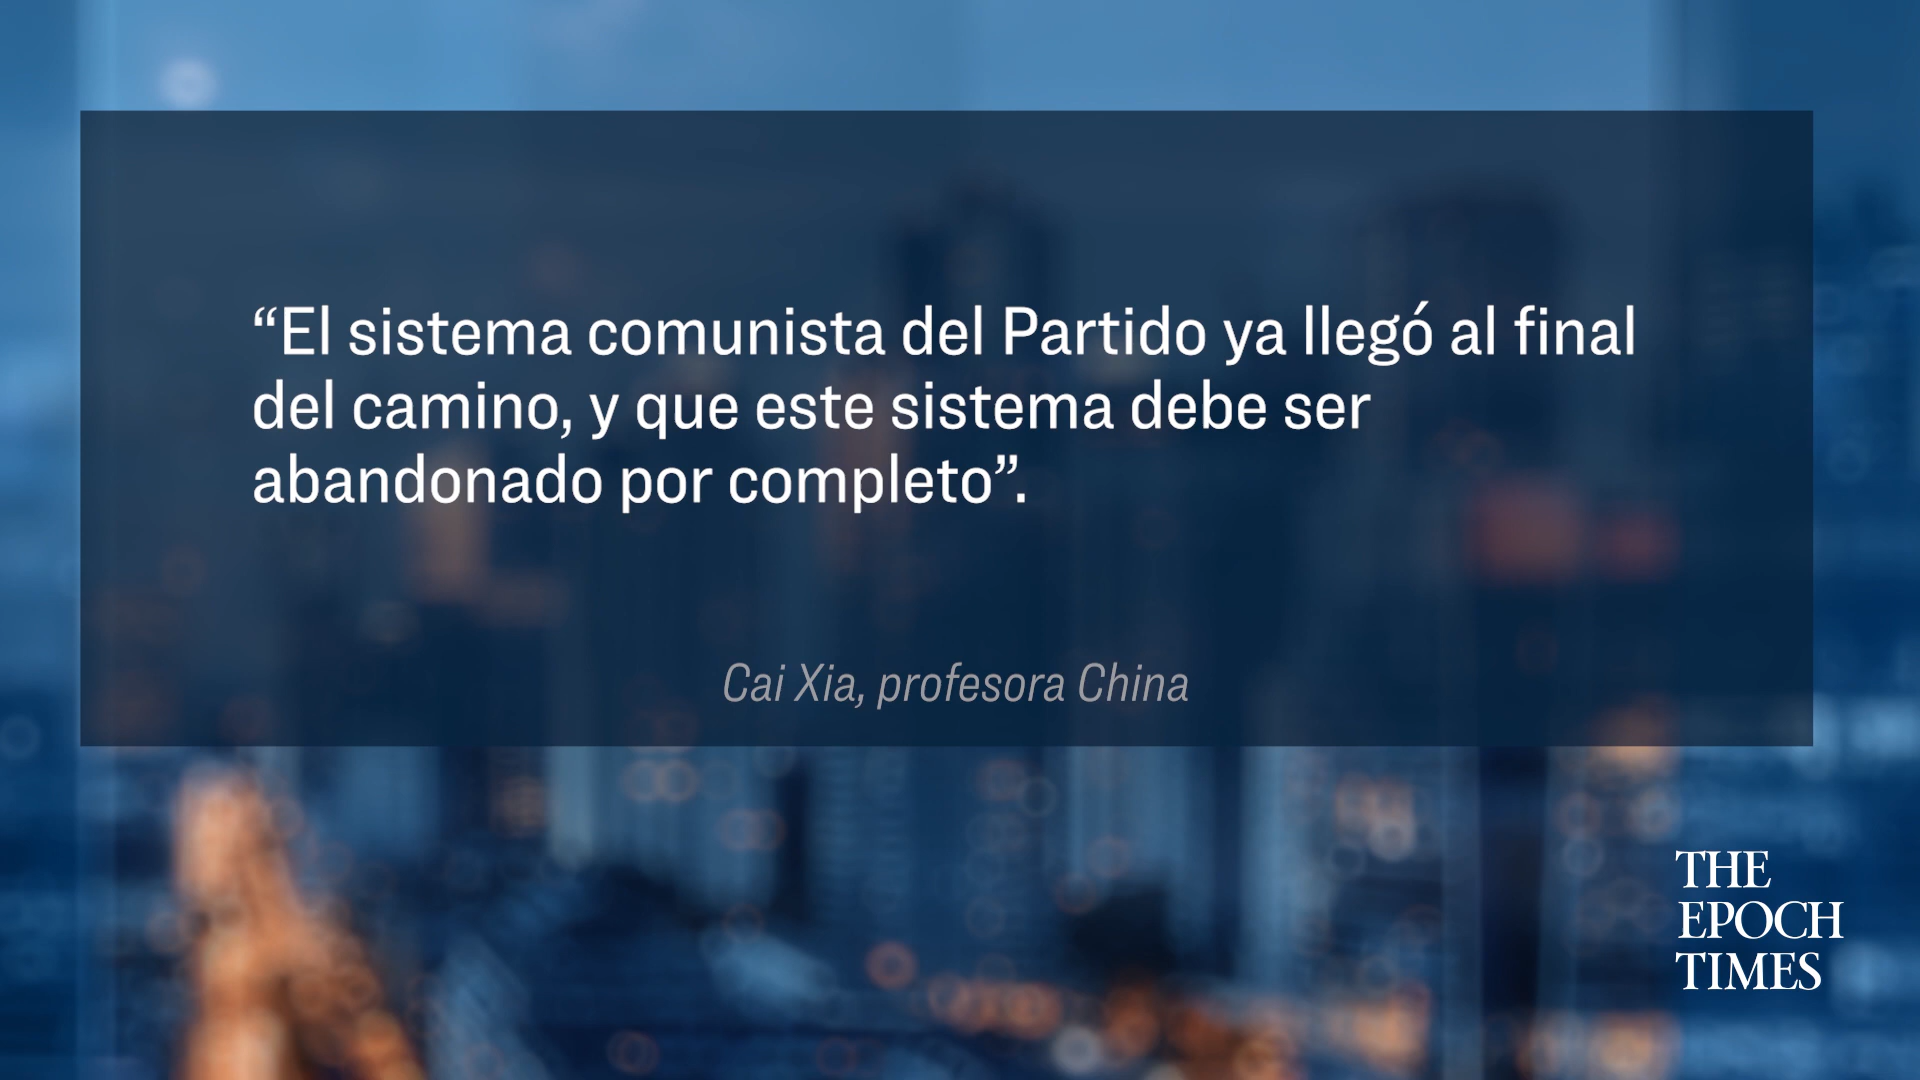 “El sistema comunista del Partido ya llegó al final
del camino, y que este sistema debe ser
abandonado por completo”.
Cai Xia, profesora China
THE
EPOCH
TIMES